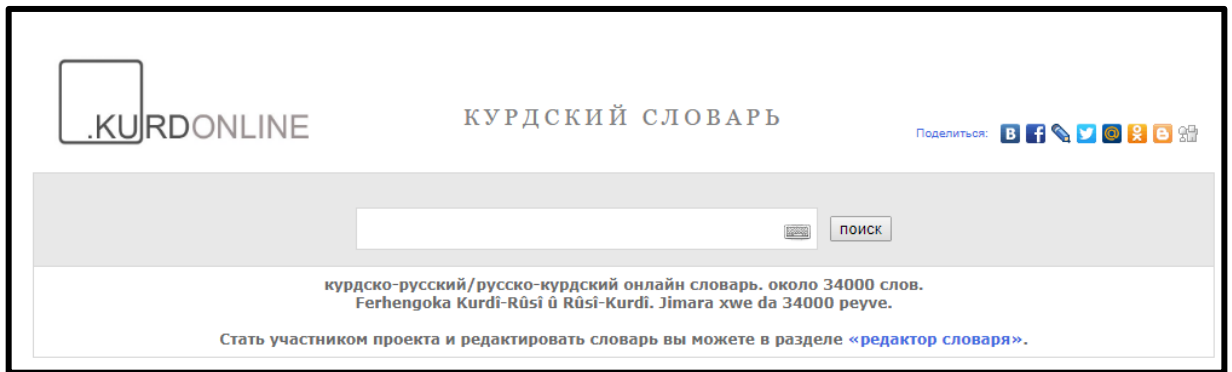 .KURDONLINE
КУРДСКИЙ СЛОВАРЬ
Поделиться:
поиск
курдско-русский/русско-курдский онлайн словарь. около 34000 слов.
Ferhengoka Kurdî-Rûsî û Rûsî-Kurdî. Jimara xwe da 34000 peyve.
Стать участником проекта и редактировать словарь вы можете в разделе «редактор словаря».